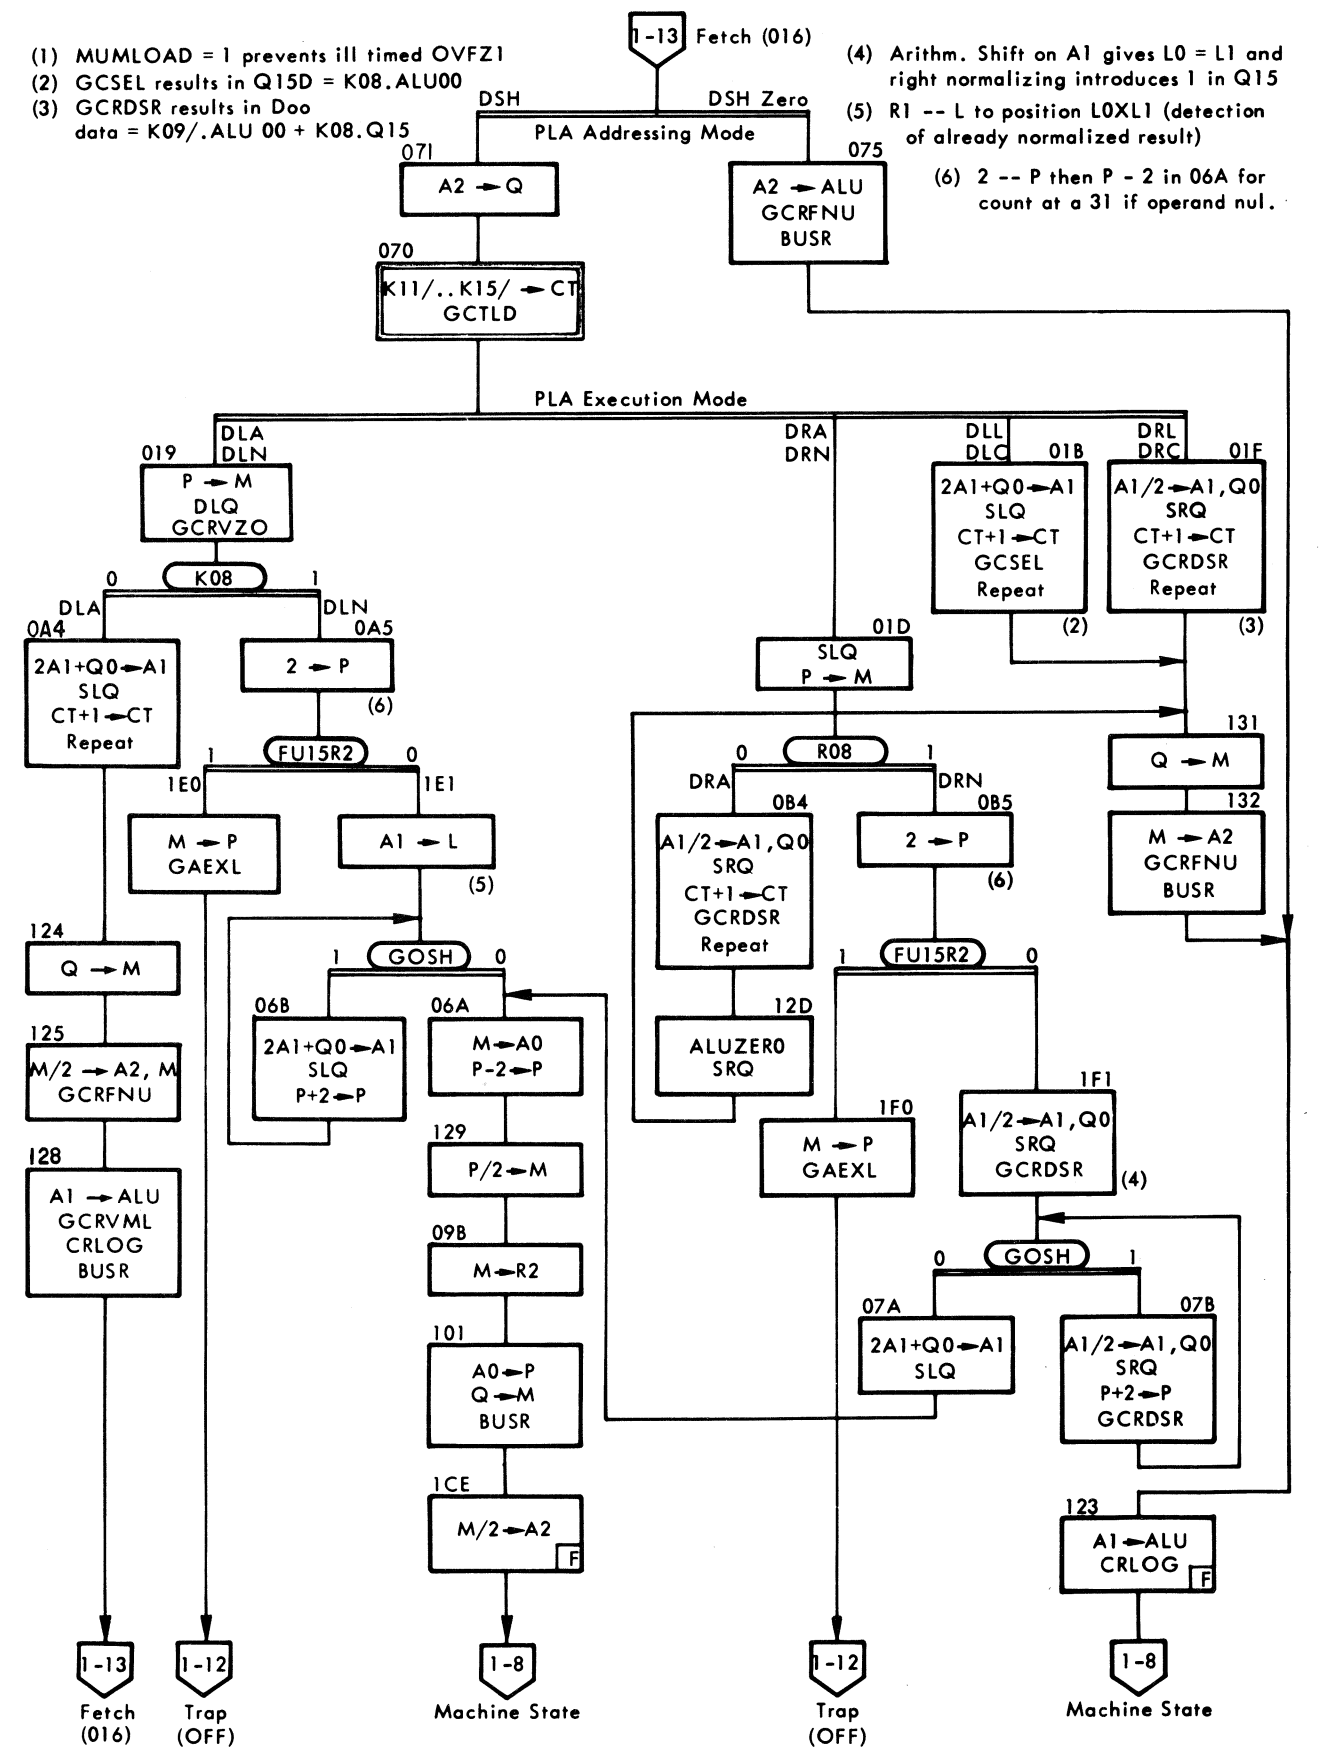 1-13 Fetch (016)
(1) MUMLOAD = 1 prevents ill timed OVFZ1
(2) GCSEL results in Q15D = K08.ALU00
(3) GCRDSR results in Doo
data = K09/.ALU 00 + K08.Q15
(4) Arithm. Shift on A1 gives L0 = L1 and
right normalizing introduces 1 in Q15
(5) R1 -- L to position L0XL1 (detection
of already normalized result)
(6) 2 -- P then P - 2 in 06A for
count at a 31 if operand nul.
DSH
DSH Zero
PLA Addressing Mode
071
A2 → Q
075
A2 → ALU
GCRFNU
BUSR
070
K11/..K15/ → CT
GCTLD
PLA Execution Mode
DLA
DLN
019
P → M
DLQ
GCRVZO
DRA
DRN
DLL
DLC
01B
2A1+Q0→A1
SLQ
CT+1→CT
GCSEL
Repeat
(2)
DRL
DRC
01F
A1/2→A1,Q0
SRQ
CT+1→CT
GCRDSR
Repeat
(3)
0 K08 1
DLA
DLN
0A4
2A1+Q0→A1
SLQ
CT+1→CT
Repeat
0A5
2 → P
(6)
01D
SLQ
P → M
1 FU15R2 0
1E0
M → P
GAEXL
1E1
A1 → L
(5)
0 R08 1
DRA
DRN
0B4
A1/2→A1,Q0
SRQ
CT+1→CT
GCRDSR
Repeat
0B5
2 → P
(6)
131
Q → M
132
M → A2
GCRFNU
BUSR
124
Q → M
1 GOSH 0
1 FU15R2 0
125
M/2 → A2, M
GCRFNU
06B
2A1+Q0→A1
SLQ
P+2→P
06A
M→A0
P-2→P
12D
ALUZERO
SRQ
128
A1 → ALU
GCRVML
CRLOG
BUSR
129
P/2→M
1F0
M → P
GAEXL
1F1
A1/2→A1,Q0
SRQ
GCRDSR
(4)
09B
M→R2
0 GOSH 1
101
A0→P
Q→M
BUSR
07A
2A1+Q0→A1
SLQ
07B
A1/2→A1,Q0
SRQ
P+2→P
GCRDSR
1CE
M/2→A2
F
123
A1→ALU
CRLOG
F
1-13
Fetch
(016)
1-12
Trap
(OFF)
1-8
Machine State
1-12
Trap
(OFF)
1-8
Machine State